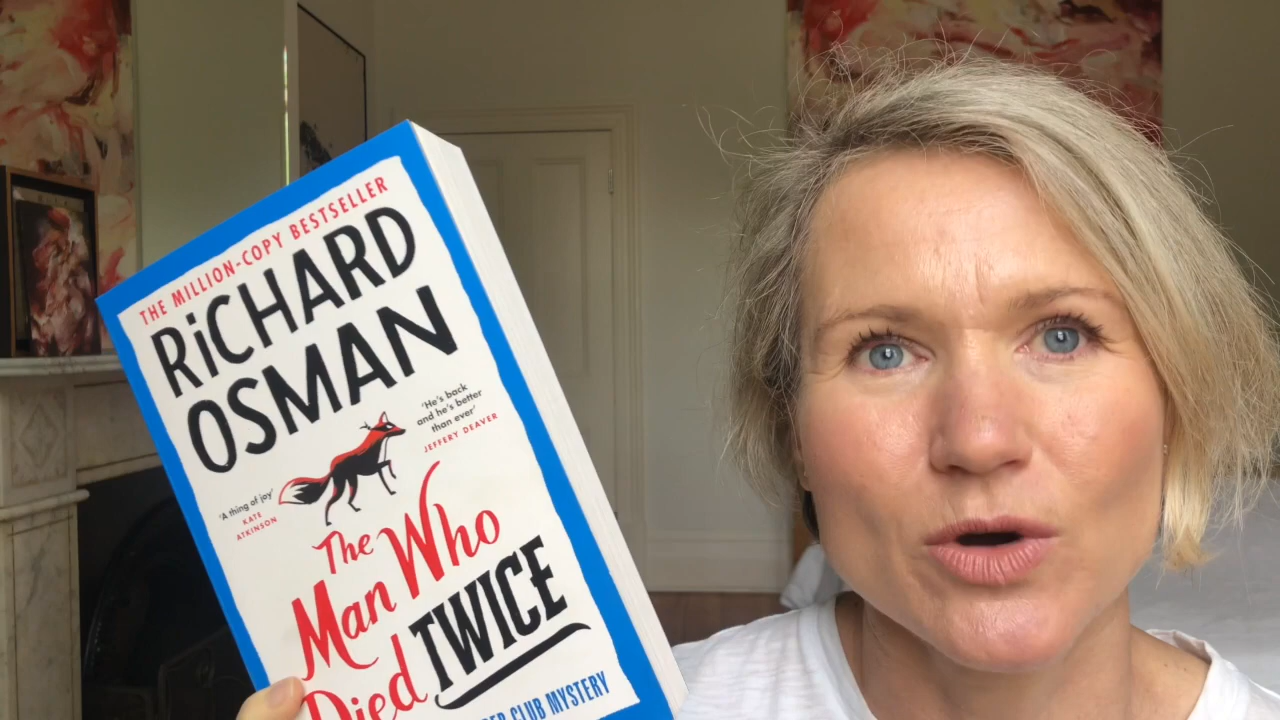 THE MILLION-COPY BESTSELLER
RiCHARD
OSMAN
'He's back
and he's better
than ever'
JEFFERY DEAVER
'A thing of joy'
KATE
ATKINSON
The
Man Who
Died TWICE
CLUB MYSTERY